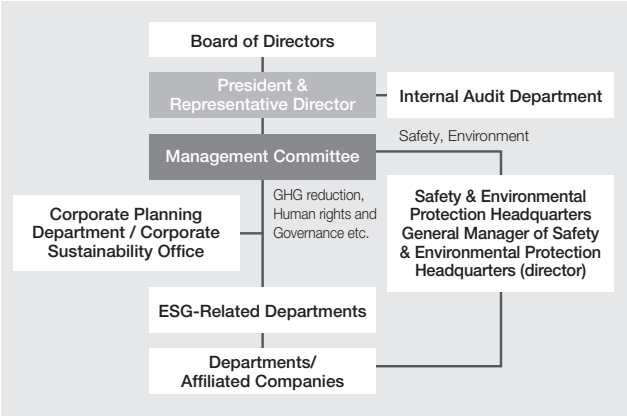 Board of Directors
President &
Representative Director
Internal Audit Department
Safety, Environment
Management Committee
GHG reduction,
Human rights and
Governance etc.
Corporate Planning
Department / Corporate
Sustainability Office
Safety & Environmental
Protection Headquarters
General Manager of Safety
& Environmental Protection
Headquarters (director)
ESG-Related Departments
Departments/
Affiliated Companies